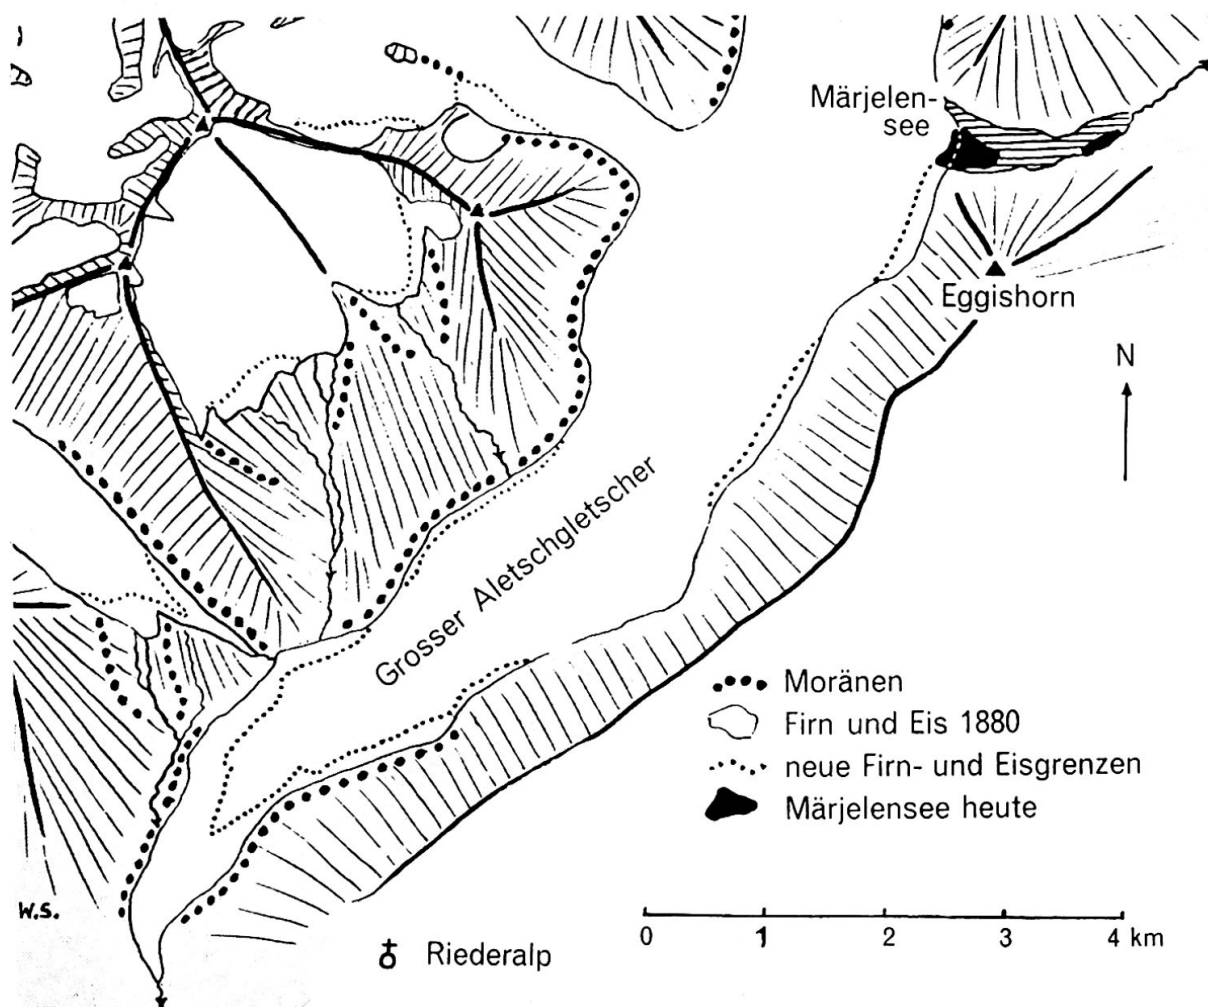 Märjelen-
see
Eggishorn
N
Grosser Aletschgletscher
Moränen
Firn und Eis 1880
neue Firn- und Eisgrenzen
Märjelensee heute
W.S.
0 1 2 3 4 km
Riederalp